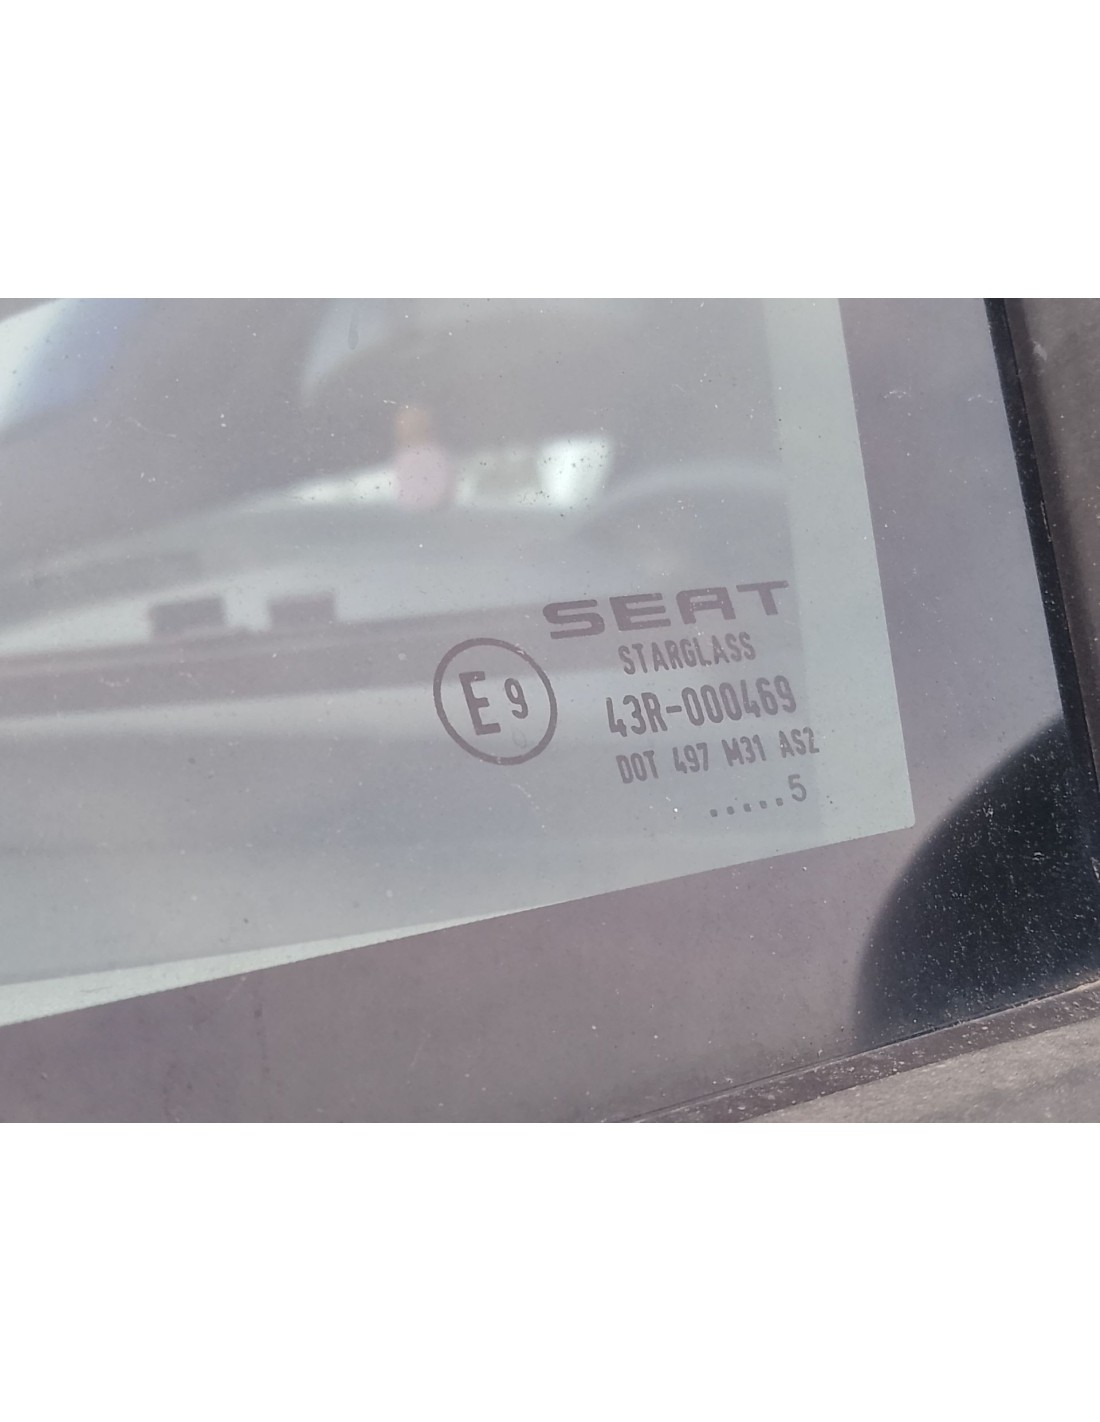 SEAT
STARGLASS
E9
43R-000469
DOT 497 M31 AS2
.....5